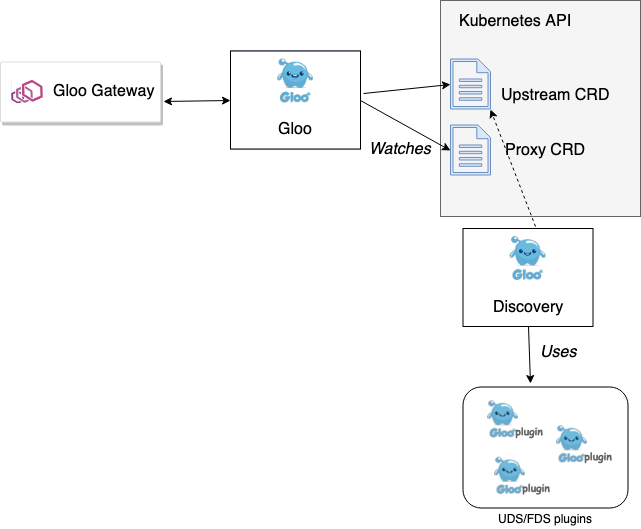 Kubernetes API
Gloo Gateway
Gloo
Gloo
Upstream CRD
Watches
Proxy CRD
Gloo
Discovery
Uses
Gloo plugin
Gloo plugin
Gloo plugin
UDS/FDS plugins